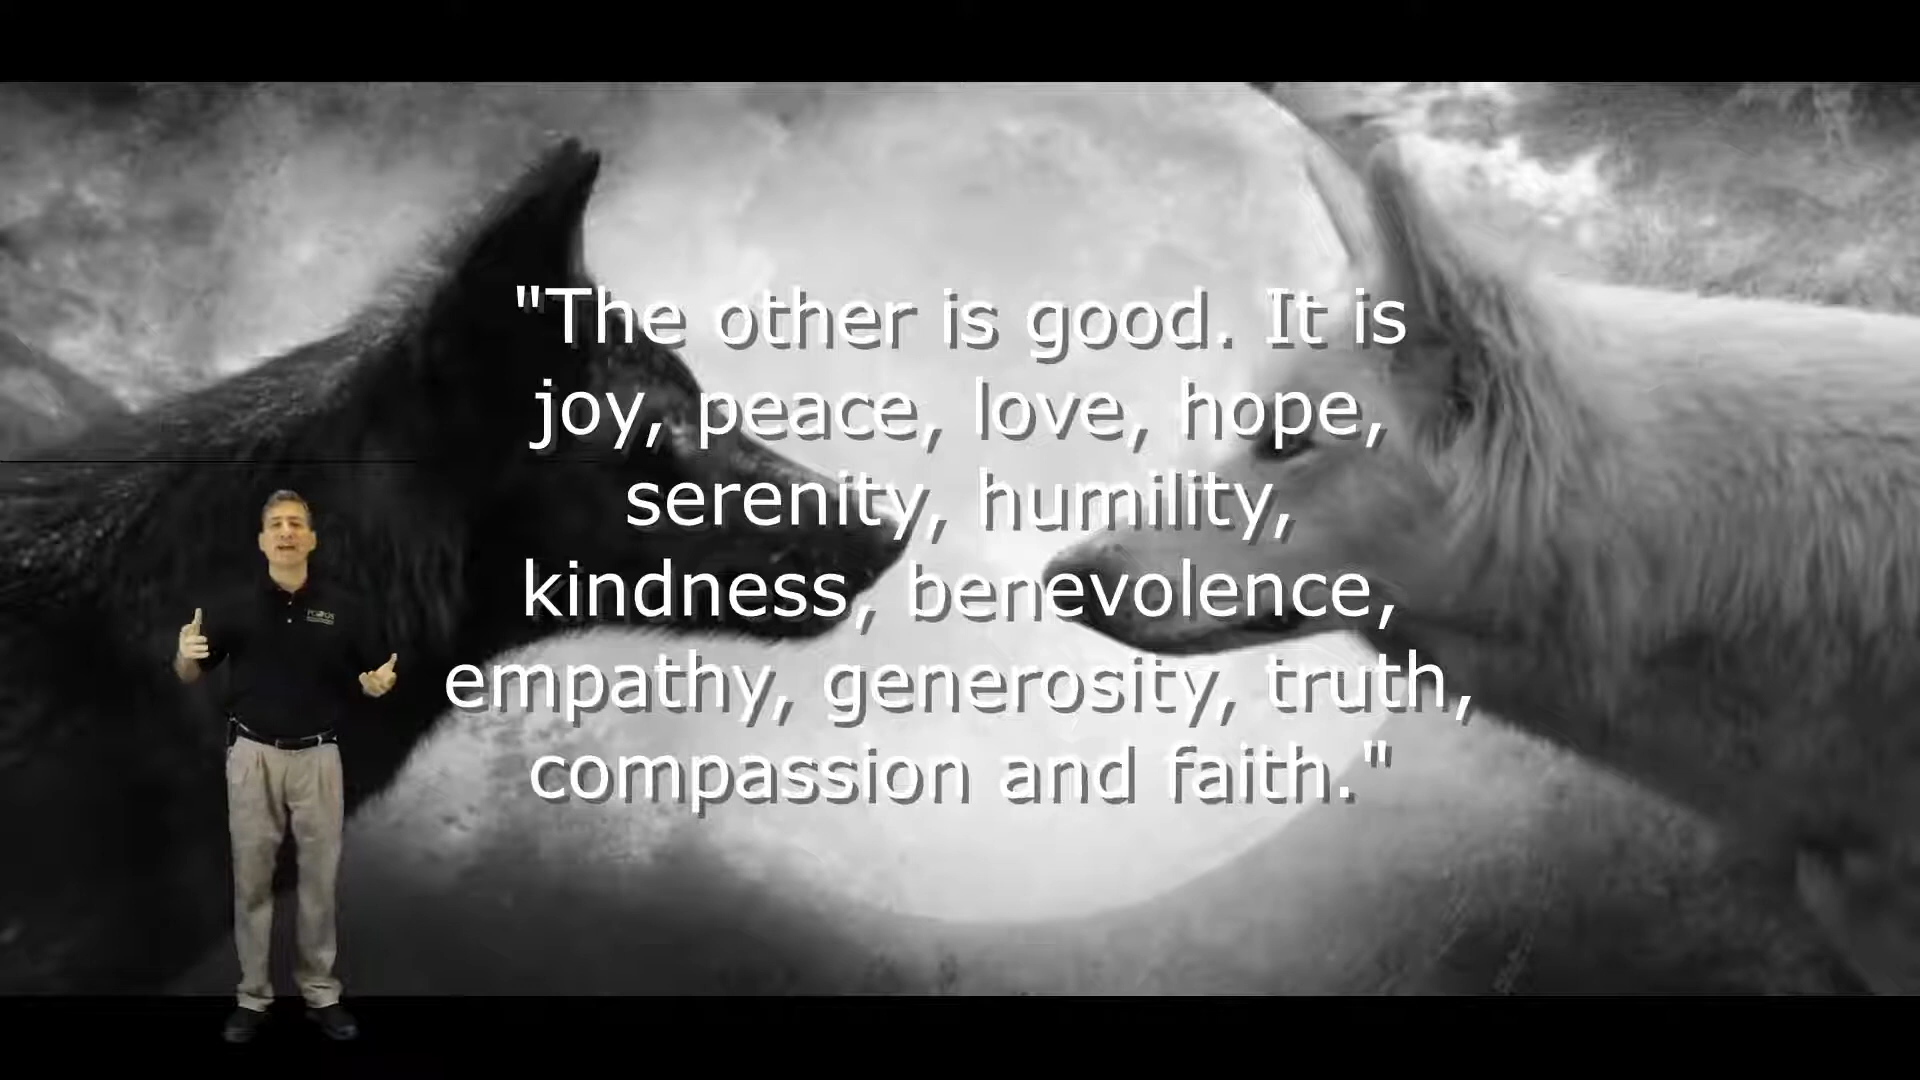 "The other is good. It is
joy, peace, love, hope,
serenity, humility,
kindness, benevolence,
empathy, generosity, truth,
compassion and faith."